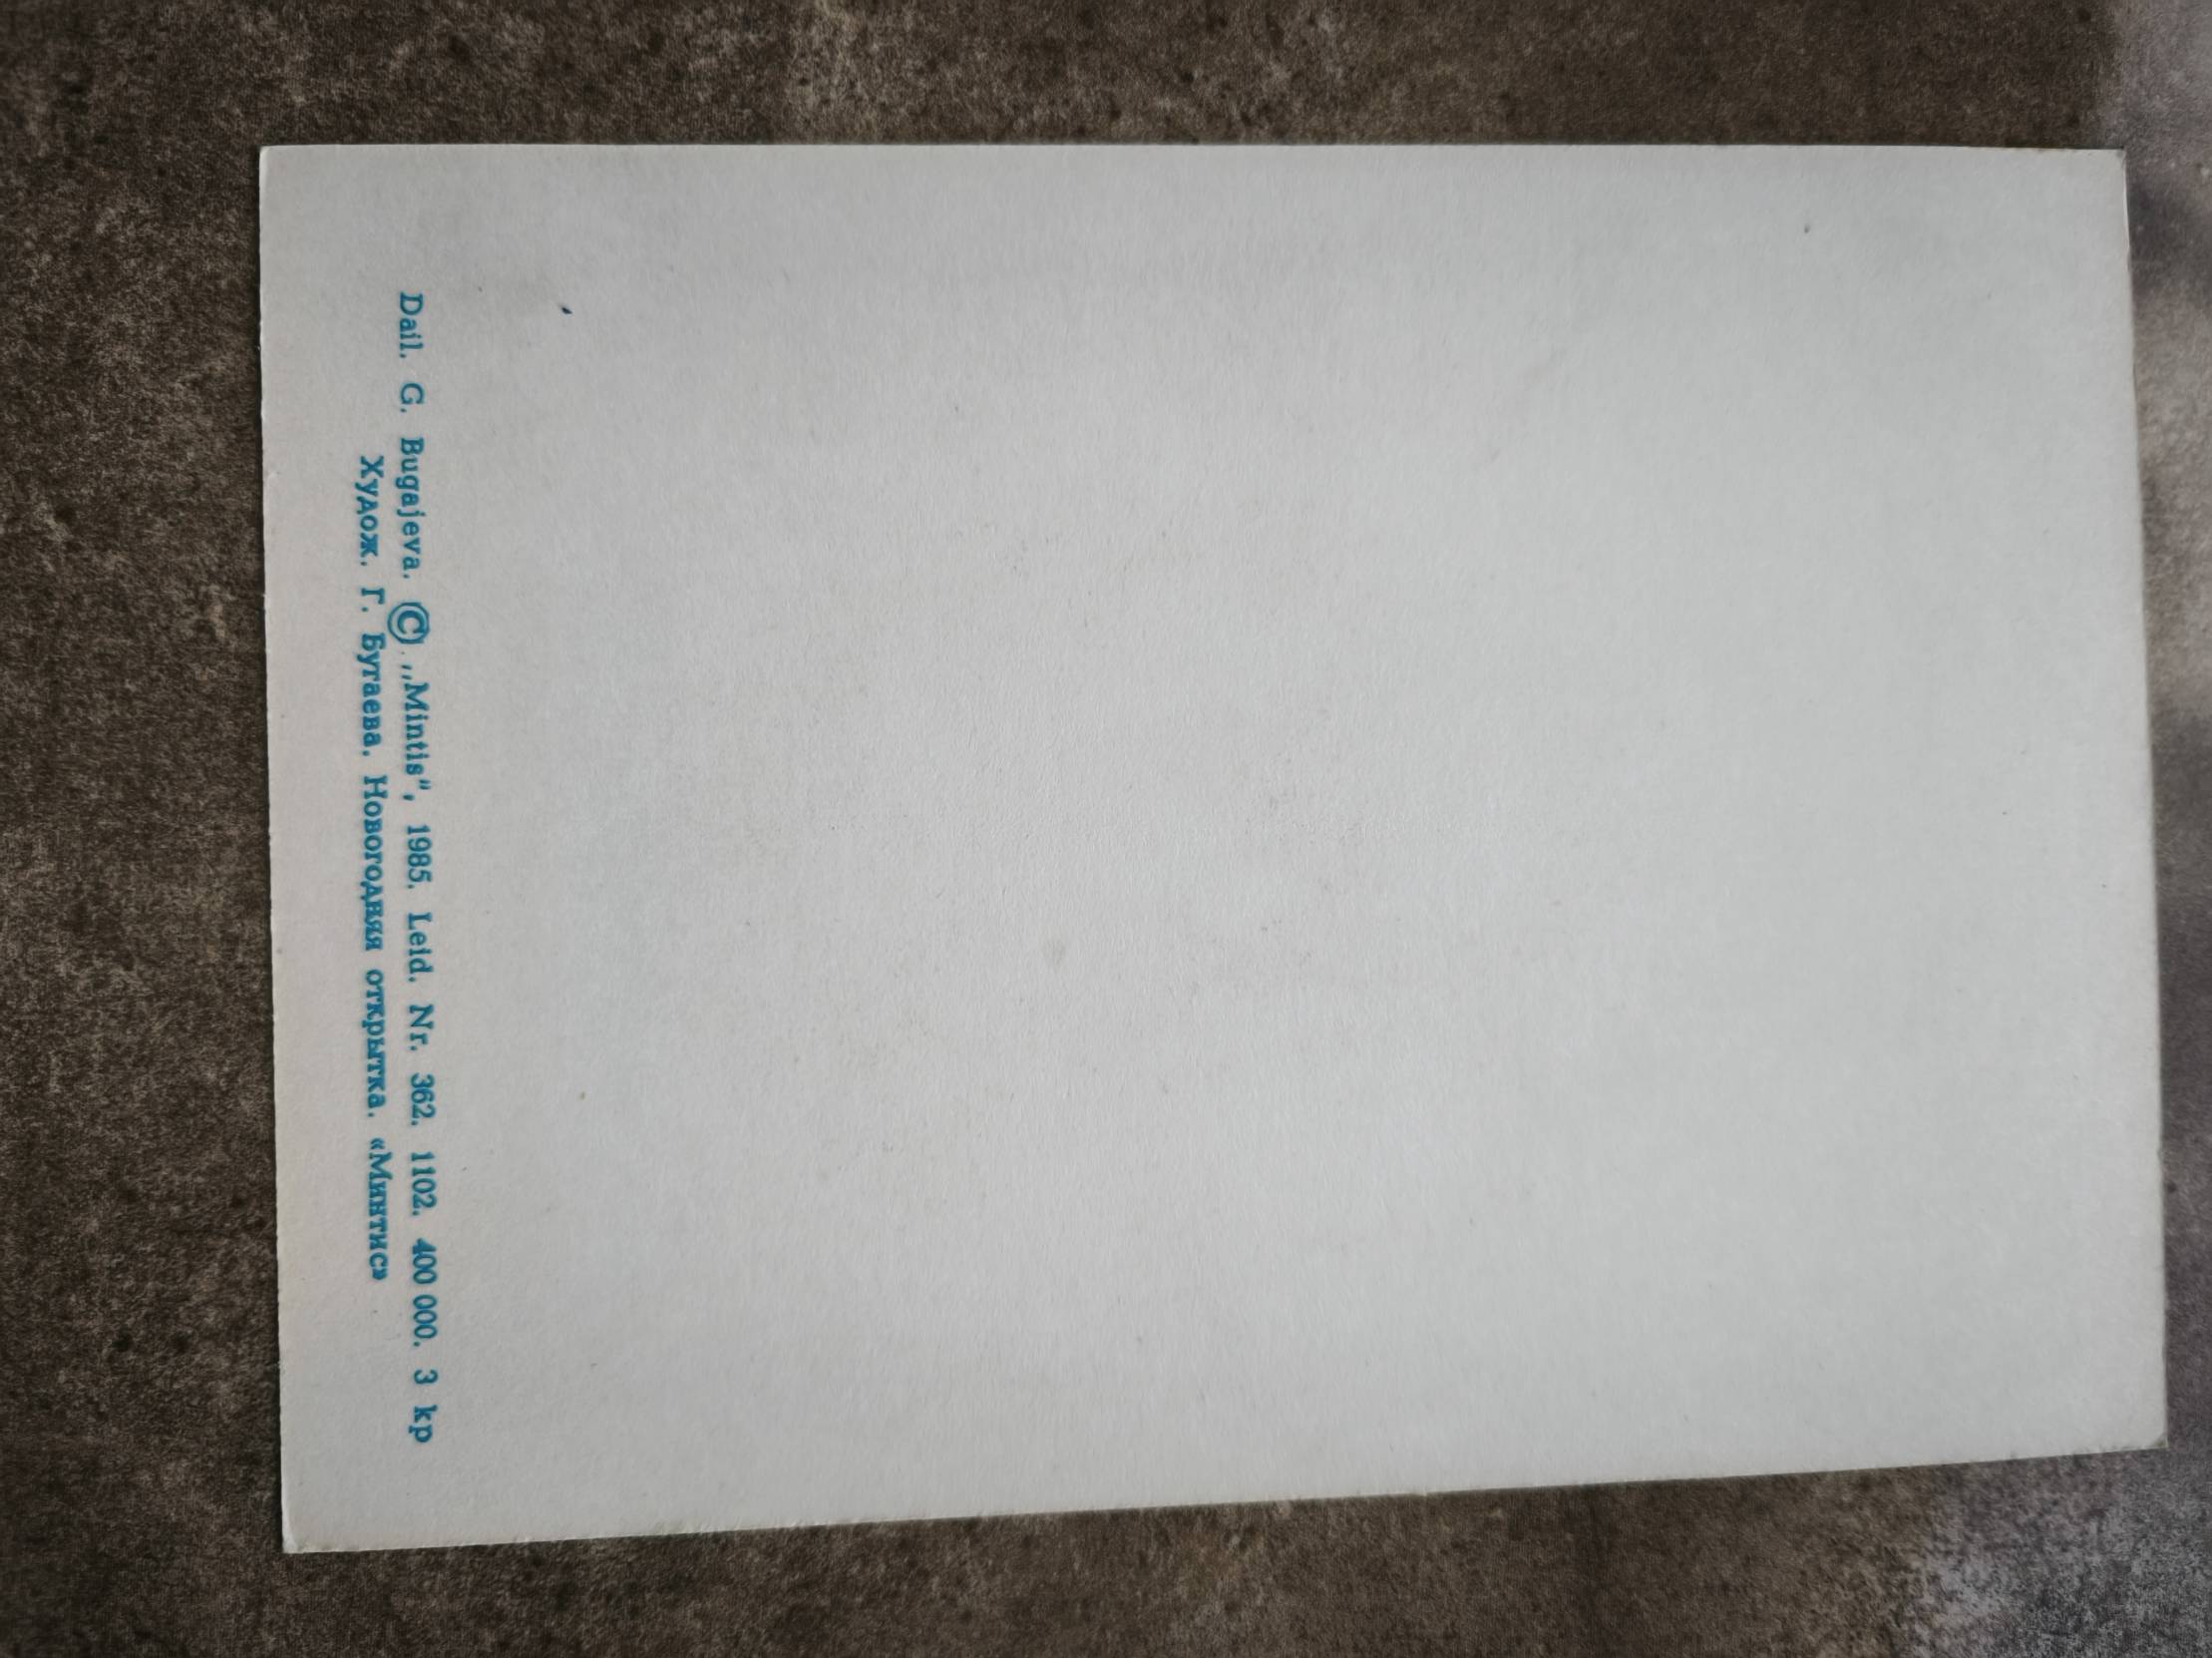 Dail. G. Bugajeva. © „Mintis“, 1985. Leid. Nr. 362. 1102. 400 000. 3 kp
Худож. Г. Бугаева. Новогодняя открытка. «Минтис»